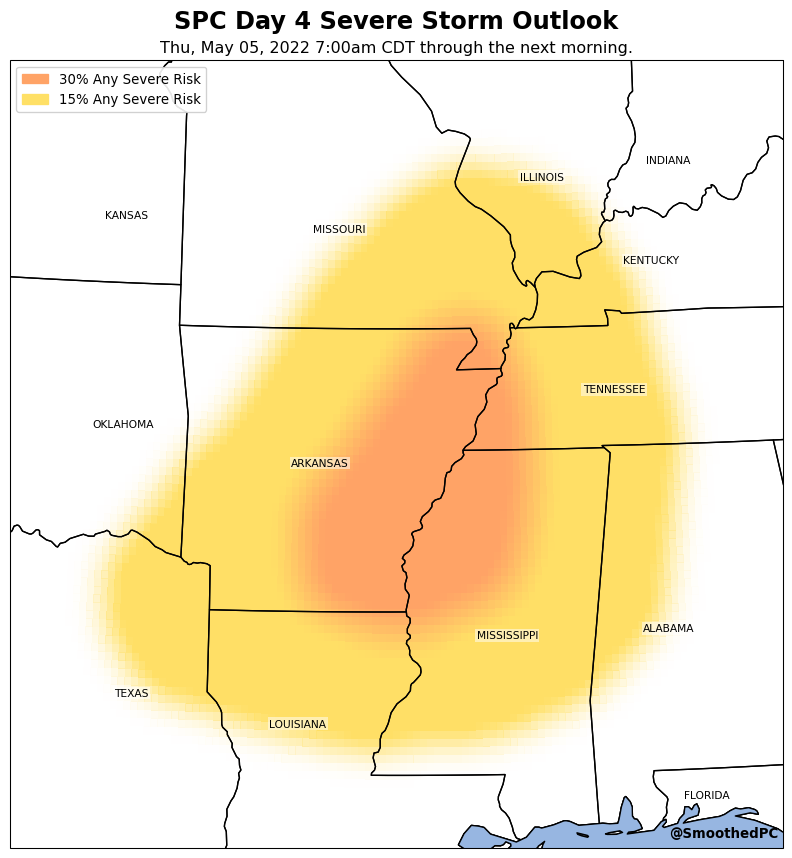 SPC Day 4 Severe Storm Outlook
Thu, May 05, 2022 7:00am CDT through the next morning.
30% Any Severe Risk
15% Any Severe Risk
INDIANA
ILLINOIS
KANSAS
MISSOURI
KENTUCKY
TENNESSEE
OKLAHOMA
ARKANSAS
ALABAMA
MISSISSIPPI
TEXAS
LOUISIANA
FLORIDA
@SmoothedPC